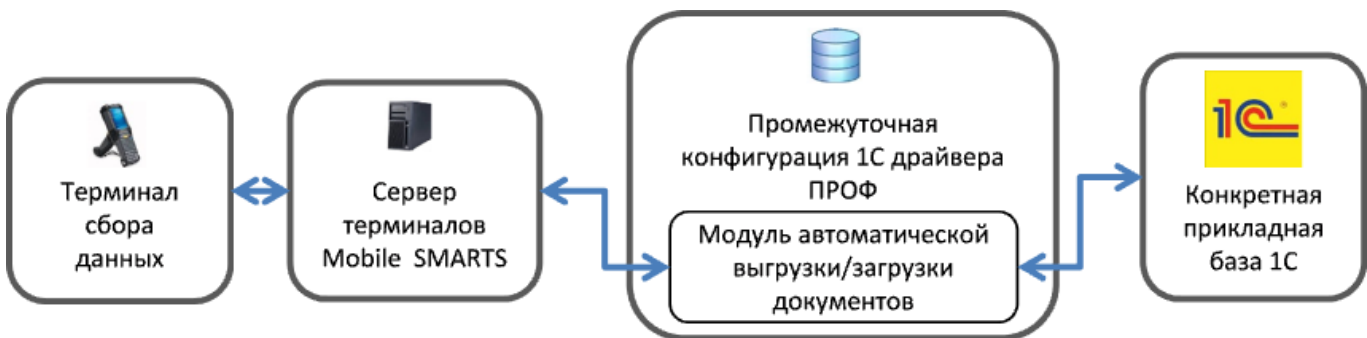 Терминал
сбора
данных
Сервер
терминалов
Mobile SMARTS
Промежуточная
конфигурация 1С драйвера
ПРОФ
Модуль автоматической
выгрузки/загрузки
документов
1С®
Конкретная
прикладная
база 1С